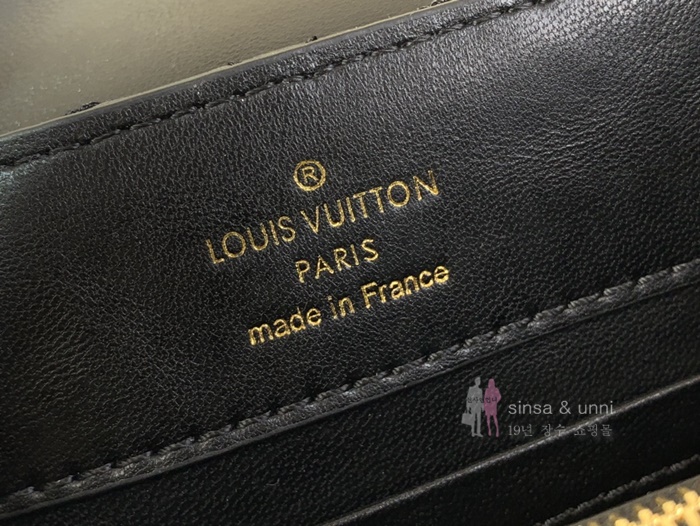 ®
LOUIS VUITTON
PARIS
made in France
sinsa & unni
19년 장수 쇼핑몰